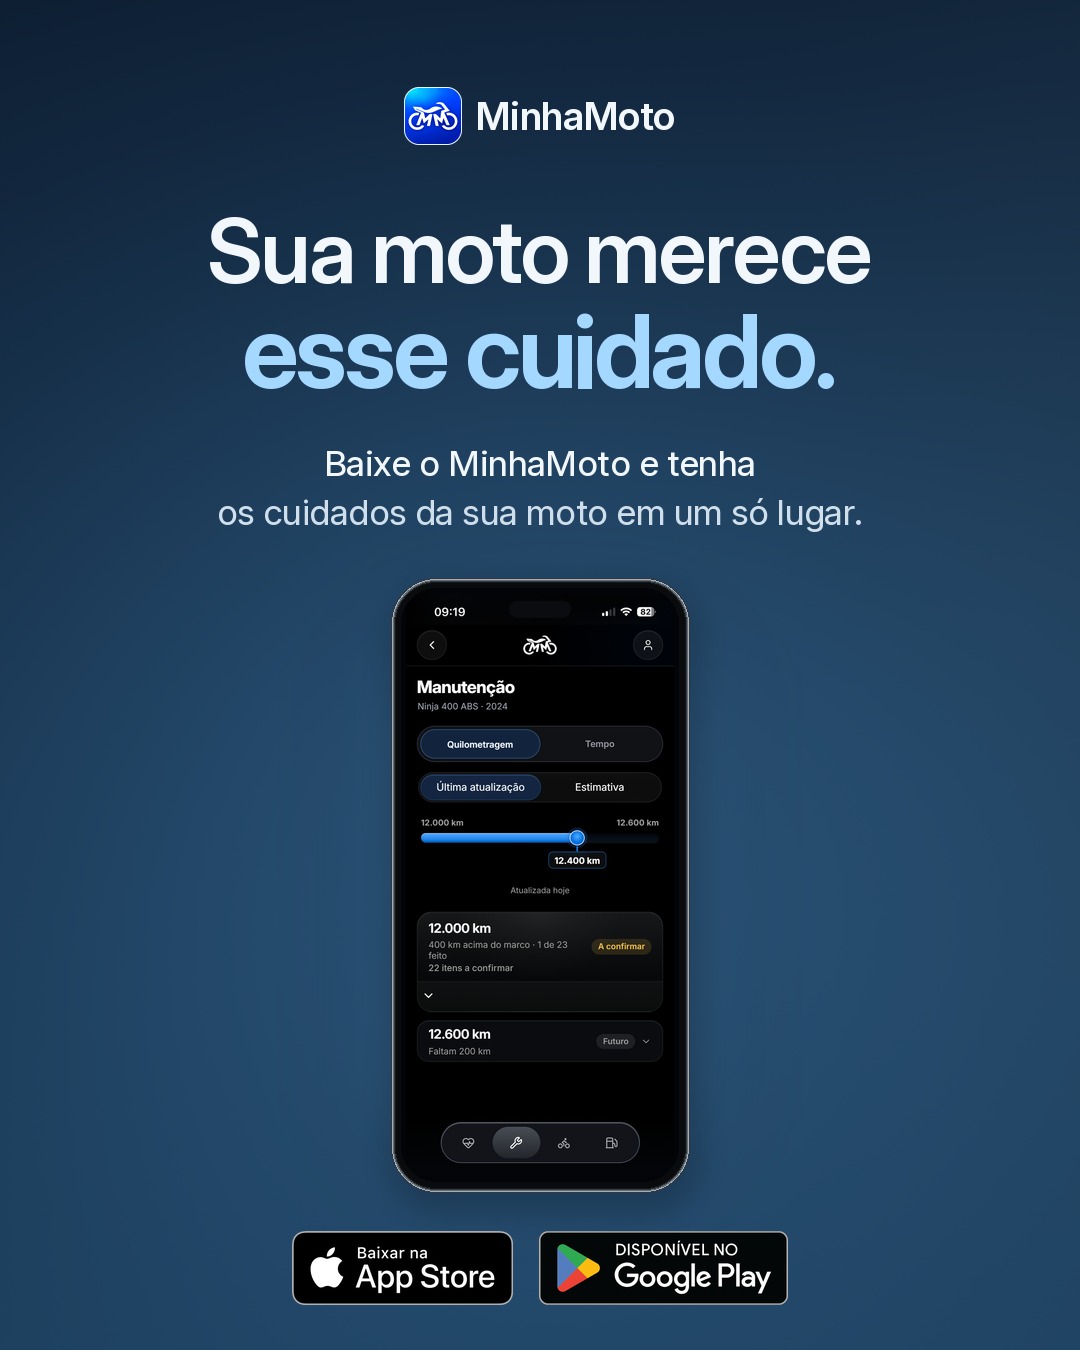 MM MinhaMoto
Sua moto merece
esse cuidado.
Baixe o MinhaMoto e tenha
os cuidados da sua moto em um só lugar.
09:19 82
MM
Manutenção
Ninja 400 ABS · 2024
Quilometragem Tempo
Última atualização Estimativa
12.000 km 12.600 km
12.400 km
Atualizada hoje
12.000 km
400 km acima do marco · 1 de 23
feito
22 itens a confirmar
A confirmar
12.600 km
Faltam 200 km
Futuro
Baixar na
App Store
DISPONÍVEL NO
Google Play